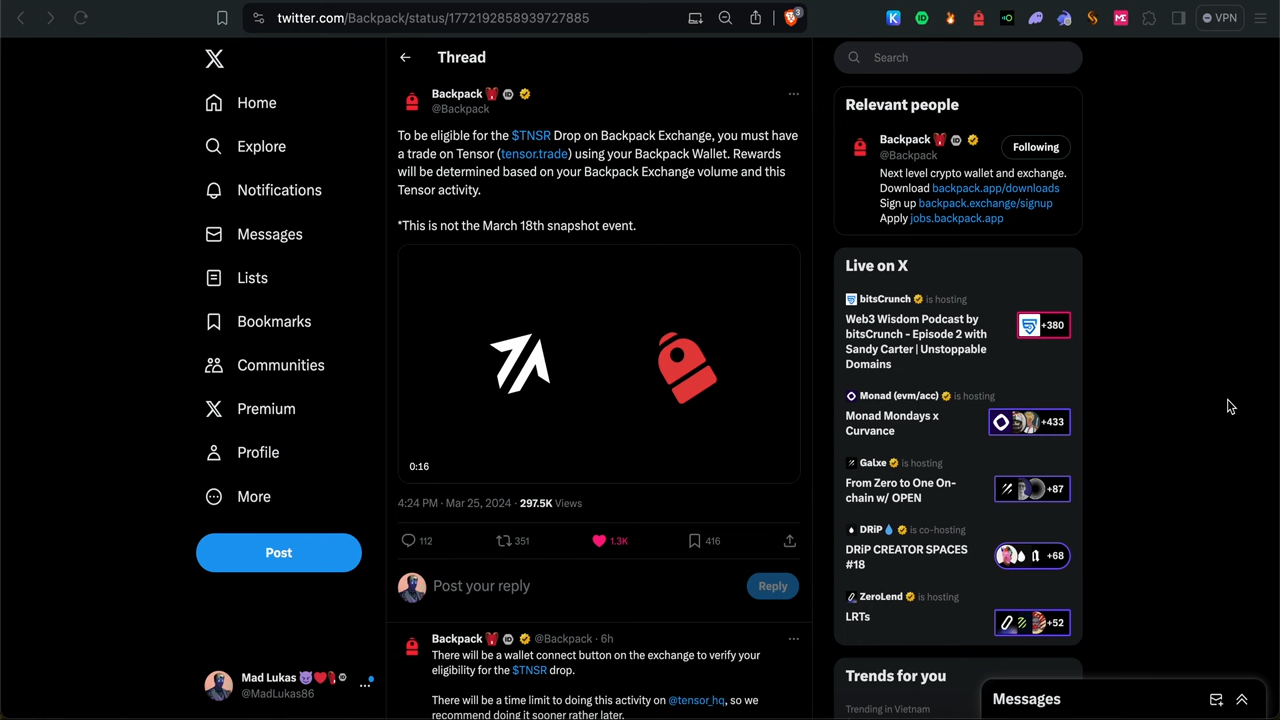 twitter.com/Backpack/status/1772192858939727885
3
VPN
Home
Explore
Notifications
Messages
Lists
Bookmarks
Communities
Premium
Profile
More
Post
Mad Lukas
@MadLukas86
Thread
Backpack
@Backpack
To be eligible for the $TNSR Drop on Backpack Exchange, you must have
a trade on Tensor (tensor.trade) using your Backpack Wallet. Rewards
will be determined based on your Backpack Exchange volume and this
Tensor activity.
*This is not the March 18th snapshot event.
0:16
4:24 PM · Mar 25, 2024 · 297.5K Views
112 351 1.3K 416
Post your reply
Reply
Backpack @Backpack · 6h
There will be a wallet connect button on the exchange to verify your
eligibility for the $TNSR drop.
There will be a time limit to doing this activity on @tensor_hq, so we
recommend doing it sooner rather later.
Search
Relevant people
Backpack
@Backpack
Following
Next level crypto wallet and exchange.
Download backpack.app/downloads
Sign up backpack.exchange/signup
Apply jobs.backpack.app
Live on X
bitsCrunch is hosting
Web3 Wisdom Podcast by
bitsCrunch - Episode 2 with
Sandy Carter | Unstoppable
Domains
+380
Monad (evm/acc) is hosting
Monad Mondays x
Curvance
+433
Galxe is hosting
From Zero to One On-
chain w/ OPEN
+87
DRiP is co-hosting
DRiP CREATOR SPACES
#18
+68
ZeroLend is hosting
LRTs
+52
Trends for you
Trending in Vietnam
Messages